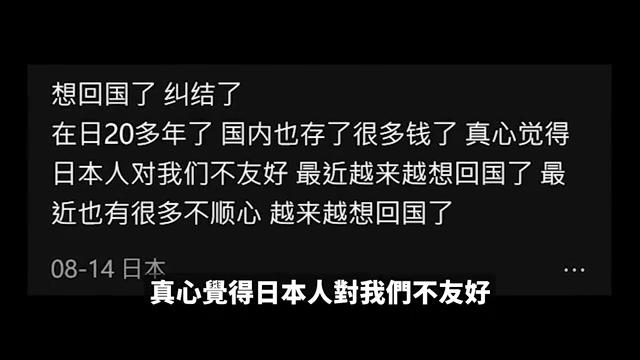 想回国了 纠结了
在日20多年了 国内也存了很多钱了 真心觉得
日本人对我们不友好 最近越来越想回国了 最
近也有很多不顺心 越来越想回国了
08-14 日本
...
真心覺得日本人對我們不友好